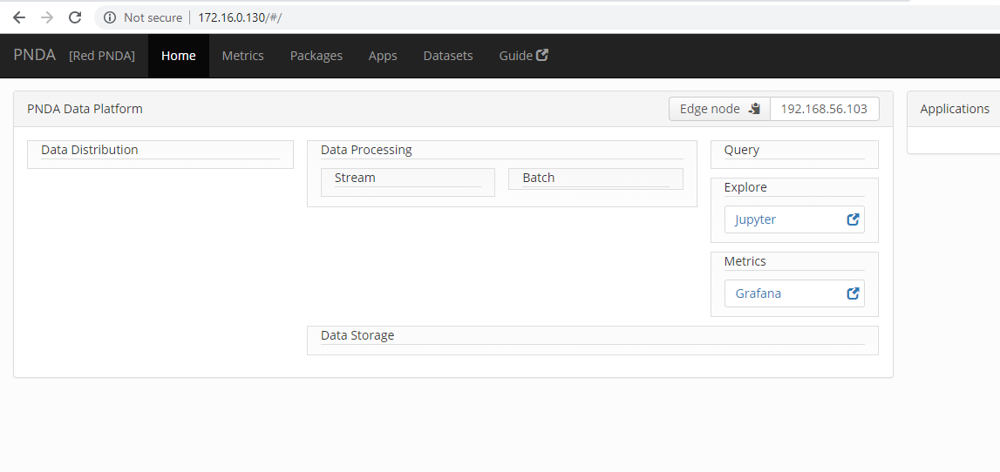 Not secure | 172.16.0.130/#/
PNDA [Red PNDA] Home Metrics Packages Apps Datasets Guide
PNDA Data Platform
Edge node 192.168.56.103
Applications
Data Distribution
Data Processing
Stream
Batch
Query
Explore
Jupyter
Metrics
Grafana
Data Storage